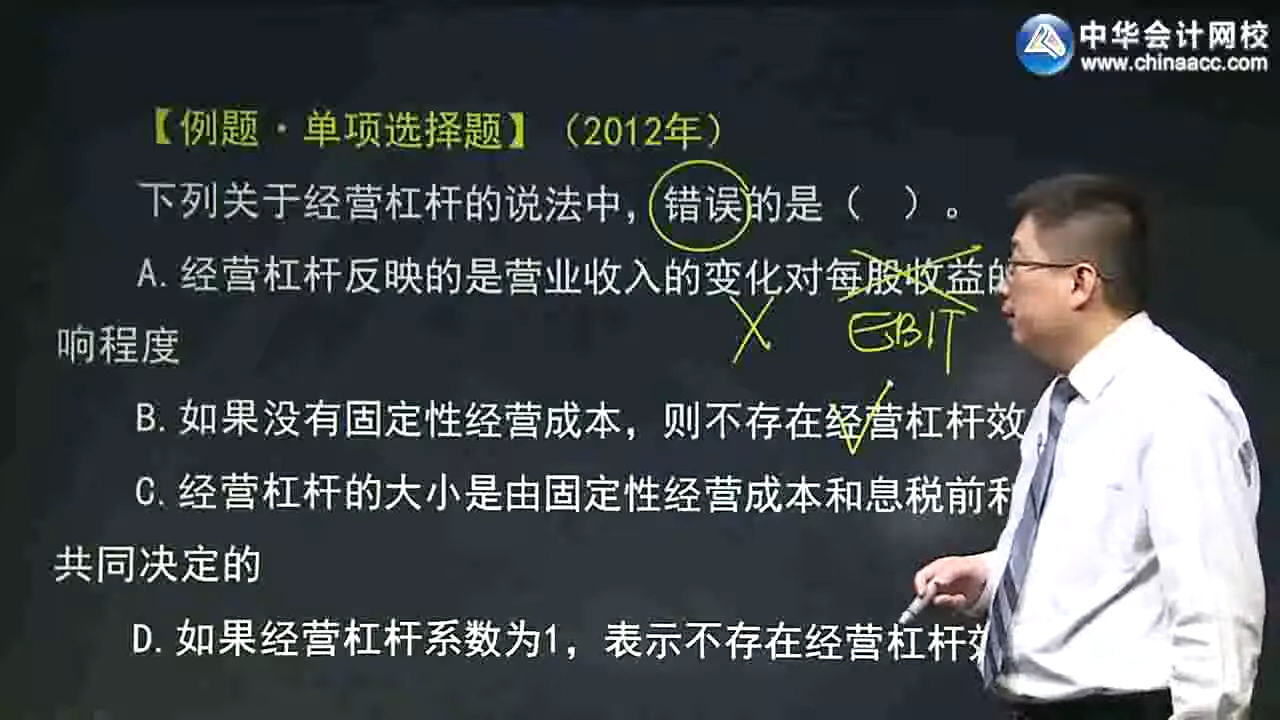 中华会计网校
www.chinaacc.com
【例题·单项选择题】（2012年）
下列关于经营杠杆的说法中，错误的是（ ）。
A.经营杠杆反映的是营业收入的变化对每股收益的
响程度
X EBIT
B.如果没有固定性经营成本，则不存在经营杠杆效
C.经营杠杆的大小是由固定性经营成本和息税前利
共同决定的
D.如果经营杠杆系数为1，表示不存在经营杠杆效